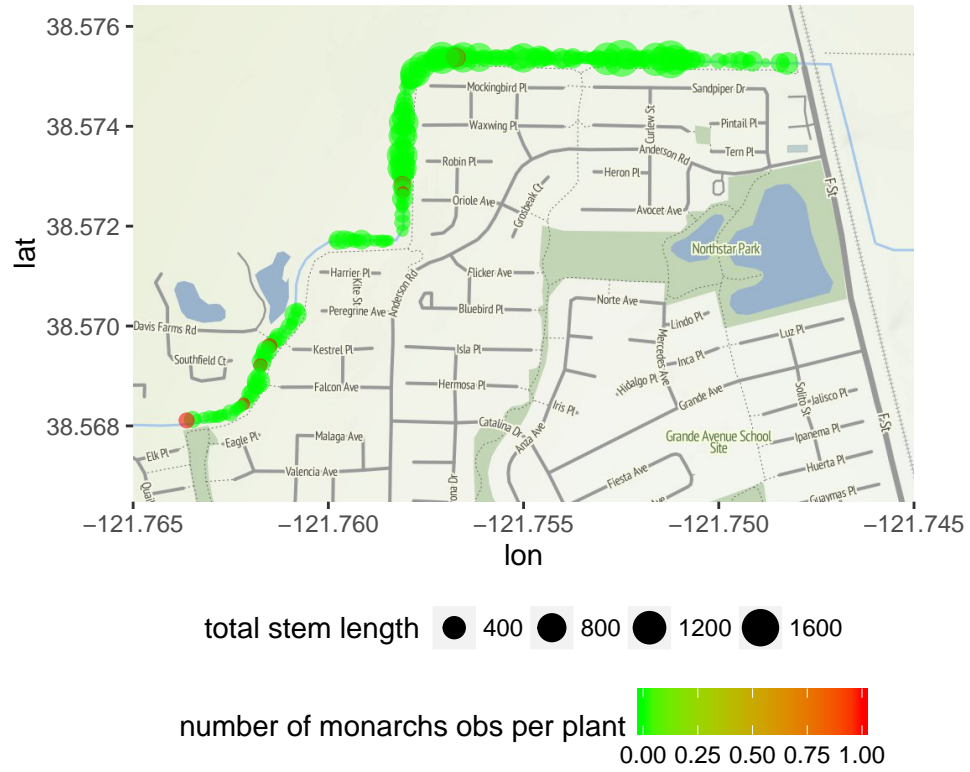 38.576
38.574
38.572
38.570
38.568
lat
Mockingbird Pl
Sandpiper Dr
Waxwing Pl
Curlew St
Pintail Pl
Anderson Rd
Tern Pl
Robin Pl
Heron Pl
F-St
Oriole Ave
Grosbeak Ct
Avocet Ave
Northstar Park
Harrier Pl
Kite St
Anderson Rd
Flicker Ave
Norte Ave
Peregrine Ave
Bluebird Pl
Lindo Pl
Davis Farms Rd
Luz Pl
Mercedes Ave
Southfield Ct
Kestrel Pl
Isla Pl
Inca Pl
Hidalgo Pl
Falcon Ave
Hermosa Pl
Grande Ave
Solito St
Jalisco Pl
Iris Pl
F-St
Catalina Dr
Anza Ave
Elk Pl
Eagle Pl
Malaga Ave
Grande Avenue School
Site
Ipanema Pl
Valencia Ave
Fiesta Ave
Huerta Pl
Quai
ona Dr
Ave
Guaymas Pl
−121.765
−121.760
−121.755
−121.750
−121.745
lon
total stem length 400 800 1200 1600
number of monarchs obs per plant
0.00 0.25 0.50 0.75 1.00